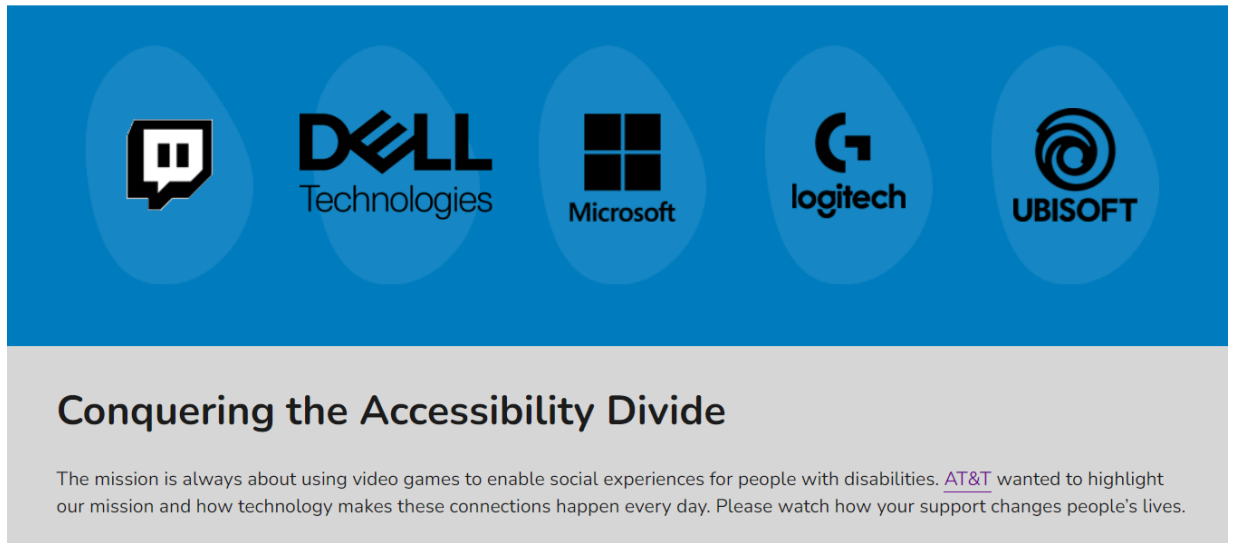 DELL
Technologies
Microsoft
logitech
UBISOFT
Conquering the Accessibility Divide
The mission is always about using video games to enable social experiences for people with disabilities. AT&T wanted to highlight
our mission and how technology makes these connections happen every day. Please watch how your support changes people’s lives.